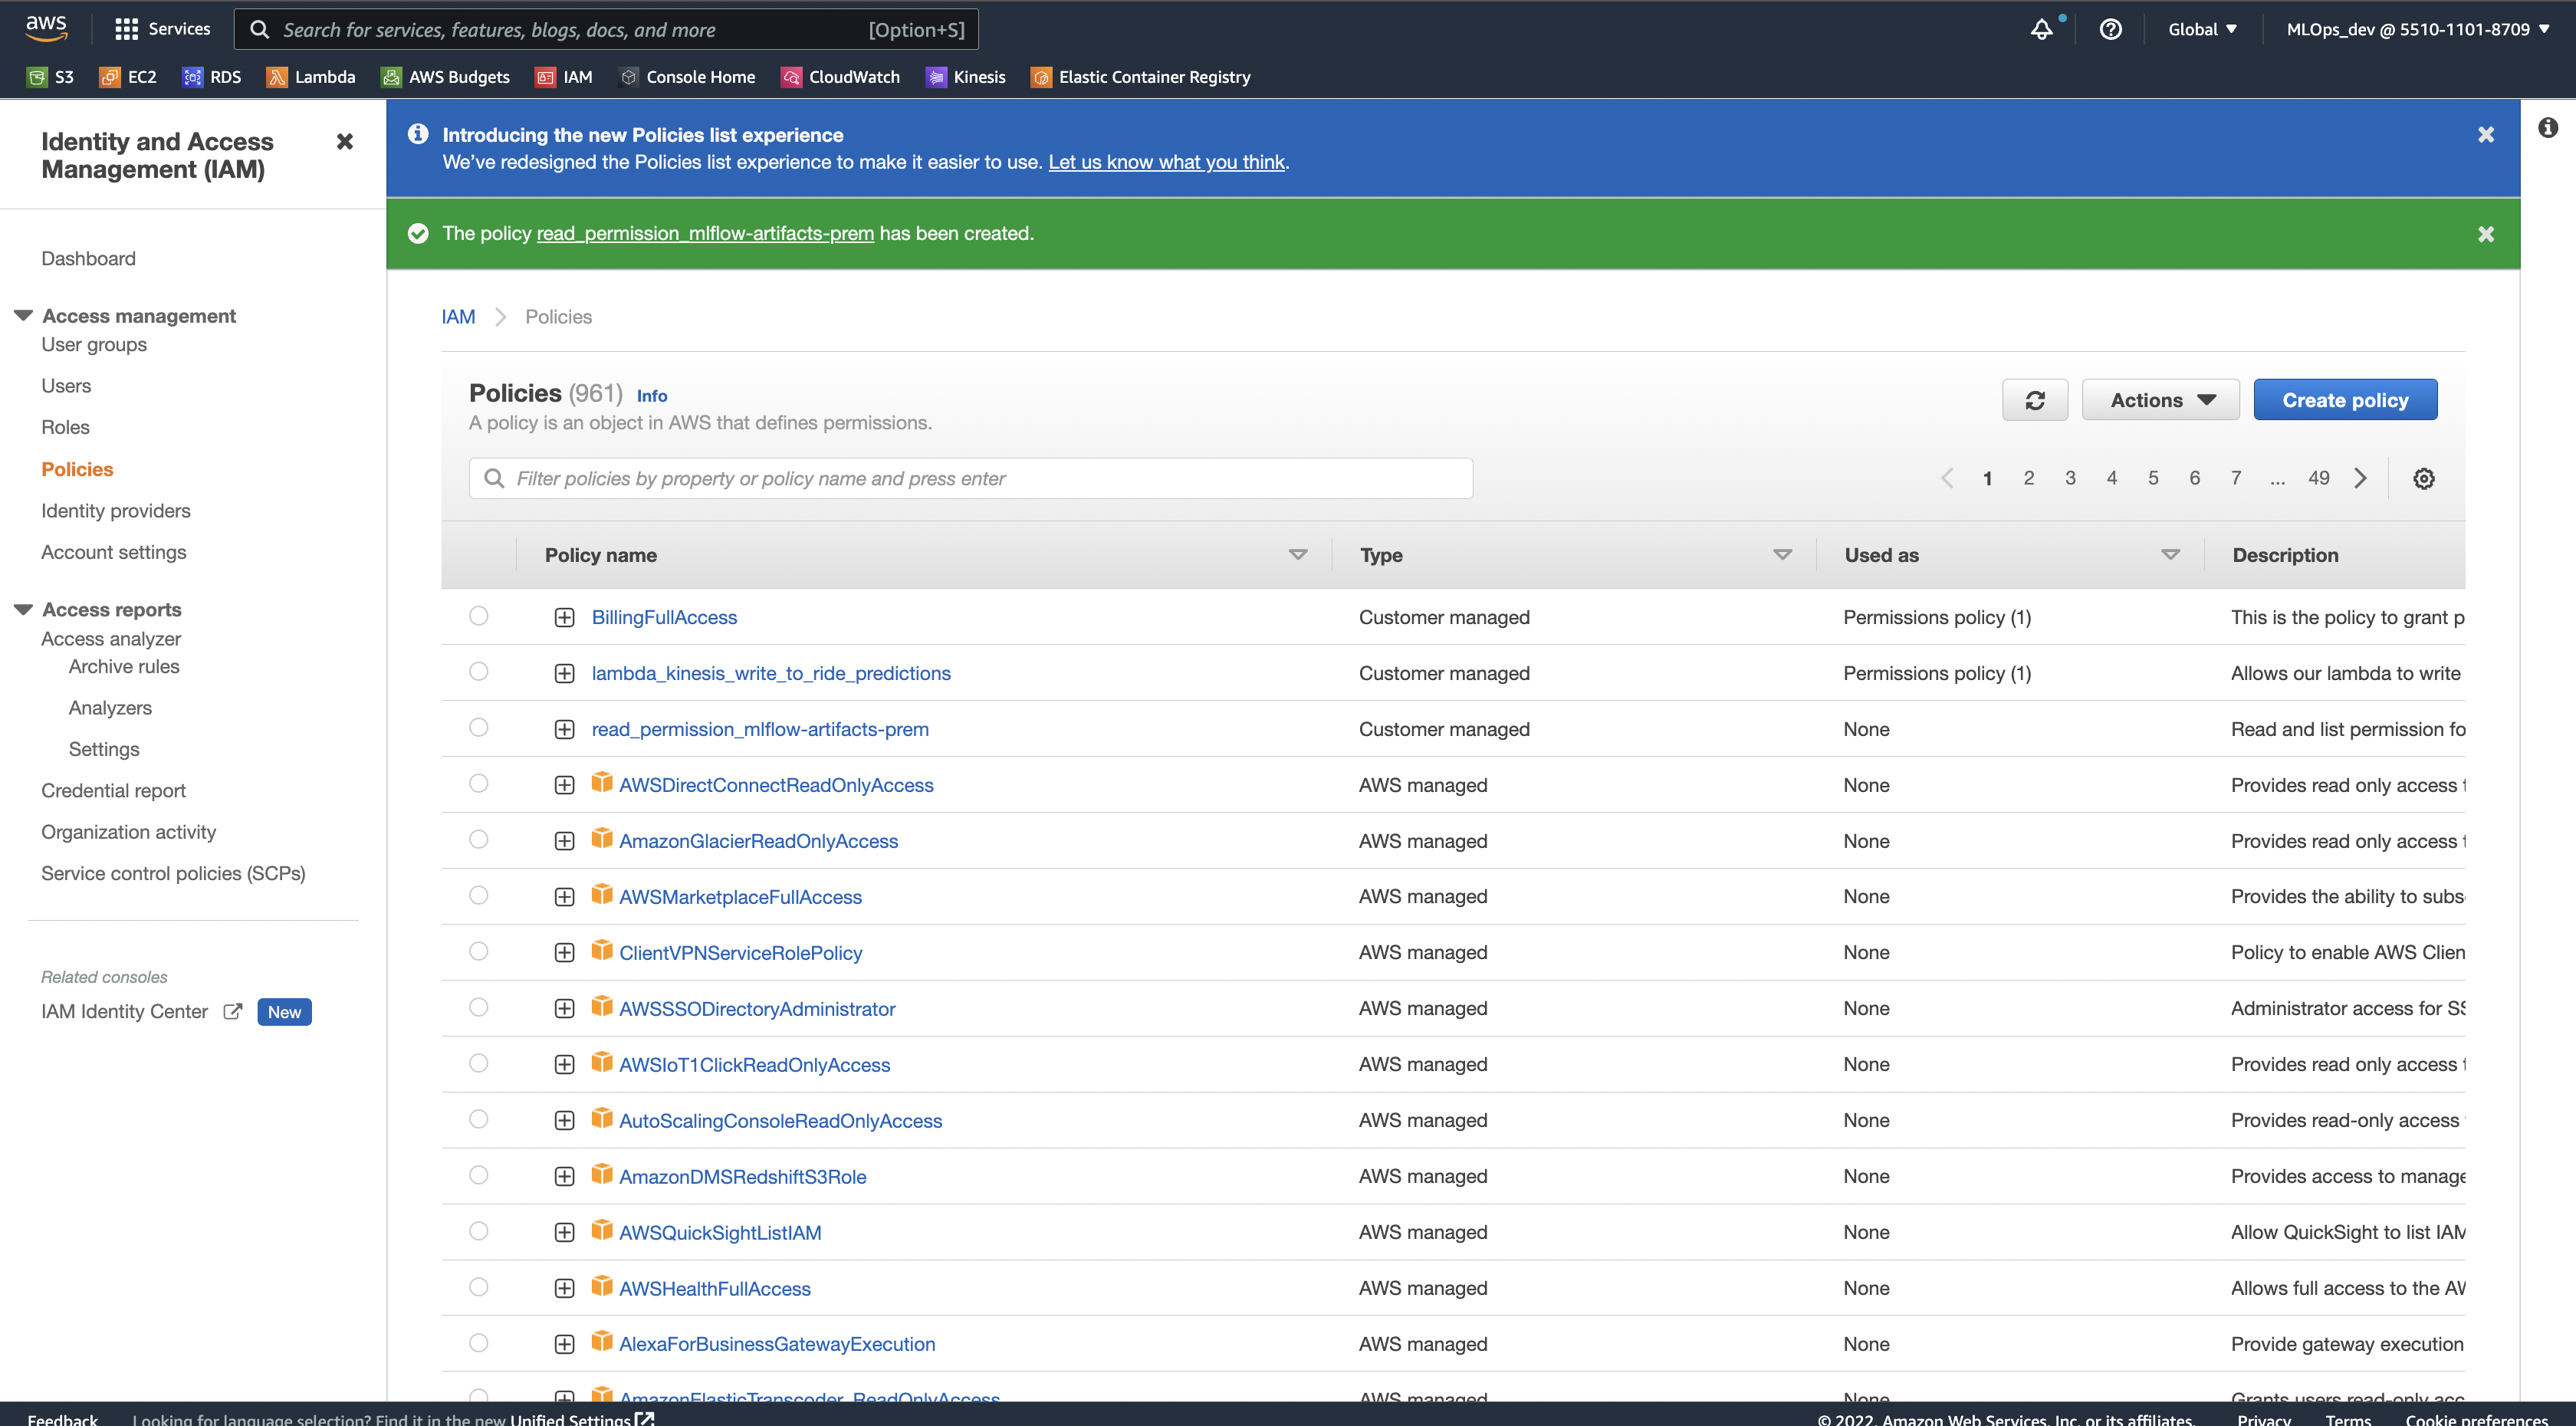 aws
Services
Search for services, features, blogs, docs, and more [Option+S]
Global
MLOps_dev @ 5510-1101-8709
S3 EC2 RDS Lambda AWS Budgets IAM Console Home CloudWatch Kinesis Elastic Container Registry
Identity and Access
Management (IAM)
Dashboard
Access management
User groups
Users
Roles
Policies
Identity providers
Account settings
Access reports
Access analyzer
Archive rules
Analyzers
Settings
Credential report
Organization activity
Service control policies (SCPs)
Related consoles
IAM Identity Center New
Introducing the new Policies list experience
We've redesigned the Policies list experience to make it easier to use. Let us know what you think.
The policy read_permission_mlflow-artifacts-prem has been created.
IAM Policies
Policies (961) Info
A policy is an object in AWS that defines permissions.
Actions
Create policy
Filter policies by property or policy name and press enter
1 2 3 4 5 6 7 ... 49
Policy name Type Used as Description
BillingFullAccess Customer managed Permissions policy (1) This is the policy to grant p
lambda_kinesis_write_to_ride_predictions Customer managed Permissions policy (1) Allows our lambda to write
read_permission_mlflow-artifacts-prem Customer managed None Read and list permission fo
AWSDirectConnectReadOnlyAccess AWS managed None Provides read only access t
AmazonGlacierReadOnlyAccess AWS managed None Provides read only access t
AWSMarketplaceFullAccess AWS managed None Provides the ability to subs
ClientVPNServiceRolePolicy AWS managed None Policy to enable AWS Clien
AWSSSODirectoryAdministrator AWS managed None Administrator access for SS
AWSIoT1ClickReadOnlyAccess AWS managed None Provides read only access t
AutoScalingConsoleReadOnlyAccess AWS managed None Provides read-only access
AmazonDMSRedshiftS3Role AWS managed None Provides access to manage
AWSQuickSightListIAM AWS managed None Allow QuickSight to list IAM
AWSHealthFullAccess AWS managed None Allows full access to the AW
AlexaForBusinessGatewayExecution AWS managed None Provide gateway execution
AmazonElasticTranscoder_ReadOnlyAccess AWS managed None Grants users read-only acc
Feedback Looking for language selection? Find it in the new Unified Settings © 2022, Amazon Web Services, Inc. or its affiliates. Privacy Terms Cookie preferences